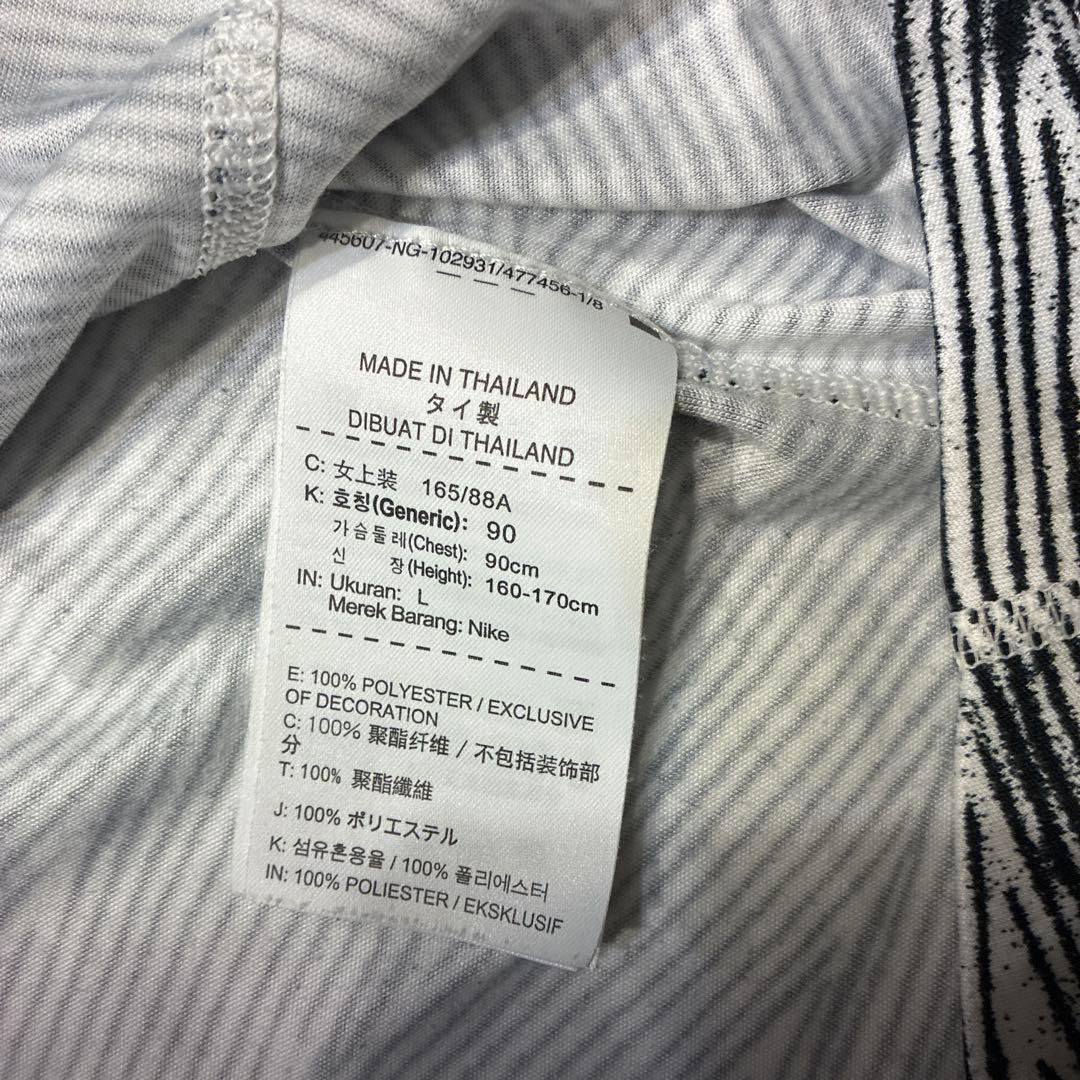 445607-NG-102931/477456-1/8
MADE IN THAILAND
タイ製
DIBUAT DI THAILAND
C: 女上装 165/88A
K: 호칭(Generic): 90
가슴둘레(Chest): 90cm
신 장(Height): 160-170cm
IN: Ukuran: L
Merek Barang: Nike
E: 100% POLYESTER / EXCLUSIVE
OF DECORATION
C: 100% 聚酯纤维 / 不包括装饰部
分
T: 100% 聚酯纖維
J: 100% ポリエステル
K: 섬유혼용율 / 100% 폴리에스터
IN: 100% POLIESTER / EKSKLUSIF